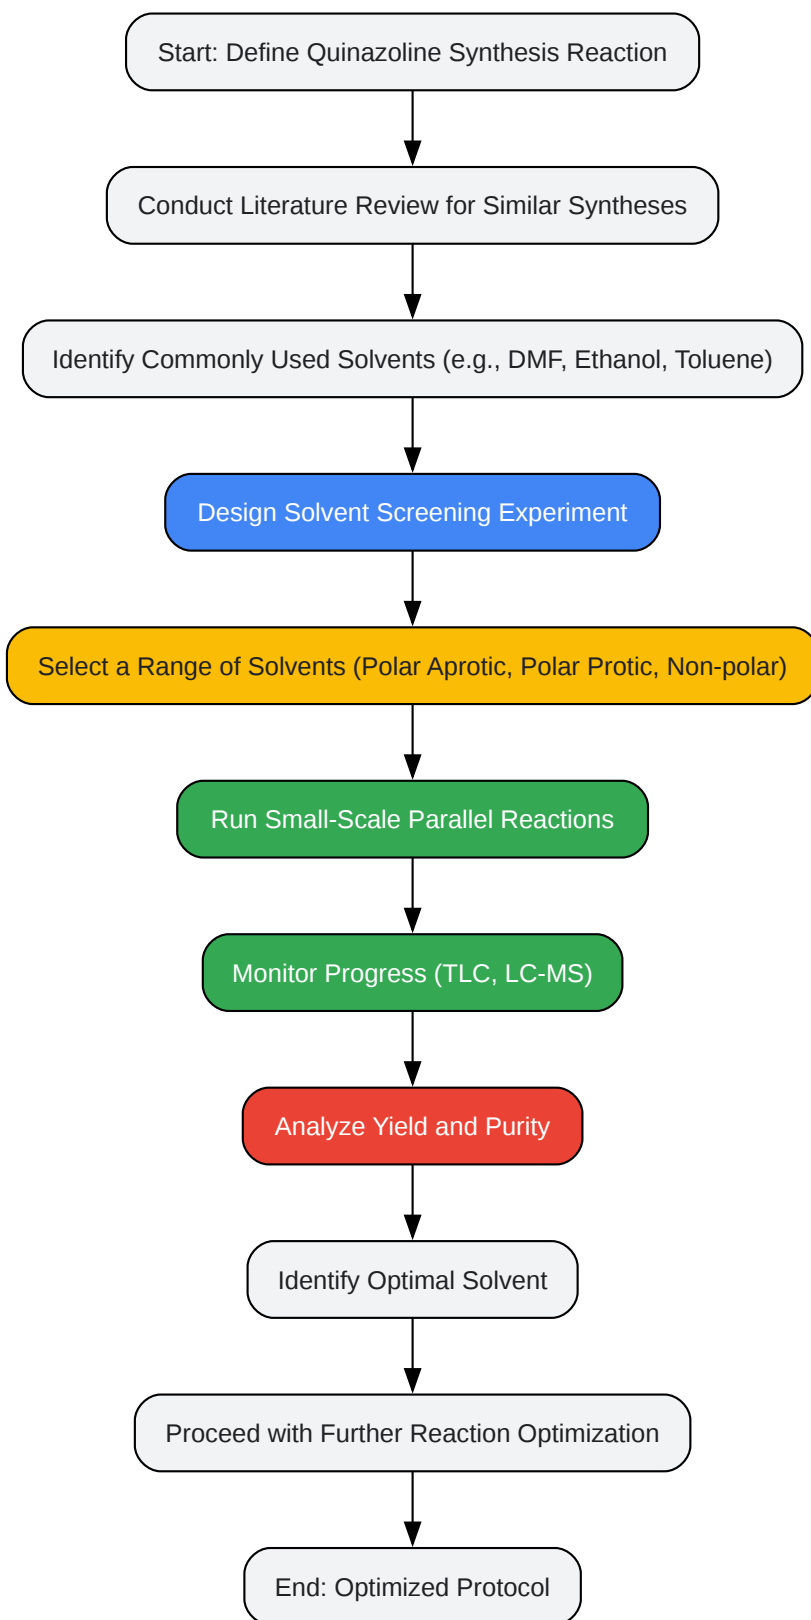 Start: Define Quinazoline Synthesis Reaction
Conduct Literature Review for Similar Syntheses
Identify Commonly Used Solvents (e.g., DMF, Ethanol, Toluene)
Design Solvent Screening Experiment
Select a Range of Solvents (Polar Aprotic, Polar Protic, Non-polar)
Run Small-Scale Parallel Reactions
Monitor Progress (TLC, LC-MS)
Analyze Yield and Purity
Identify Optimal Solvent
Proceed with Further Reaction Optimization
End: Optimized Protocol